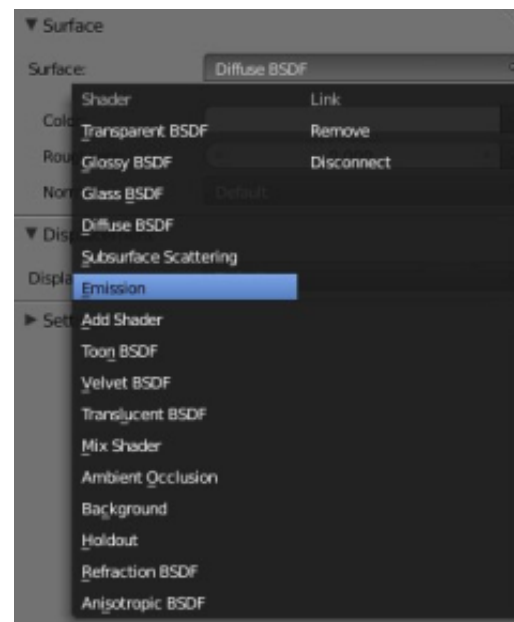 ▼ Surface
Surface: Diffuse BSDF
Shader Link
Transparent BSDF Remove
Glossy BSDF Disconnect
Glass BSDF Default
Diffuse BSDF
Subsurface Scattering
Emission
Add Shader
Toon BSDF
Velvet BSDF
Translucent BSDF
Mix Shader
Ambient Occlusion
Background
Holdout
Refraction BSDF
Anisotropic BSDF